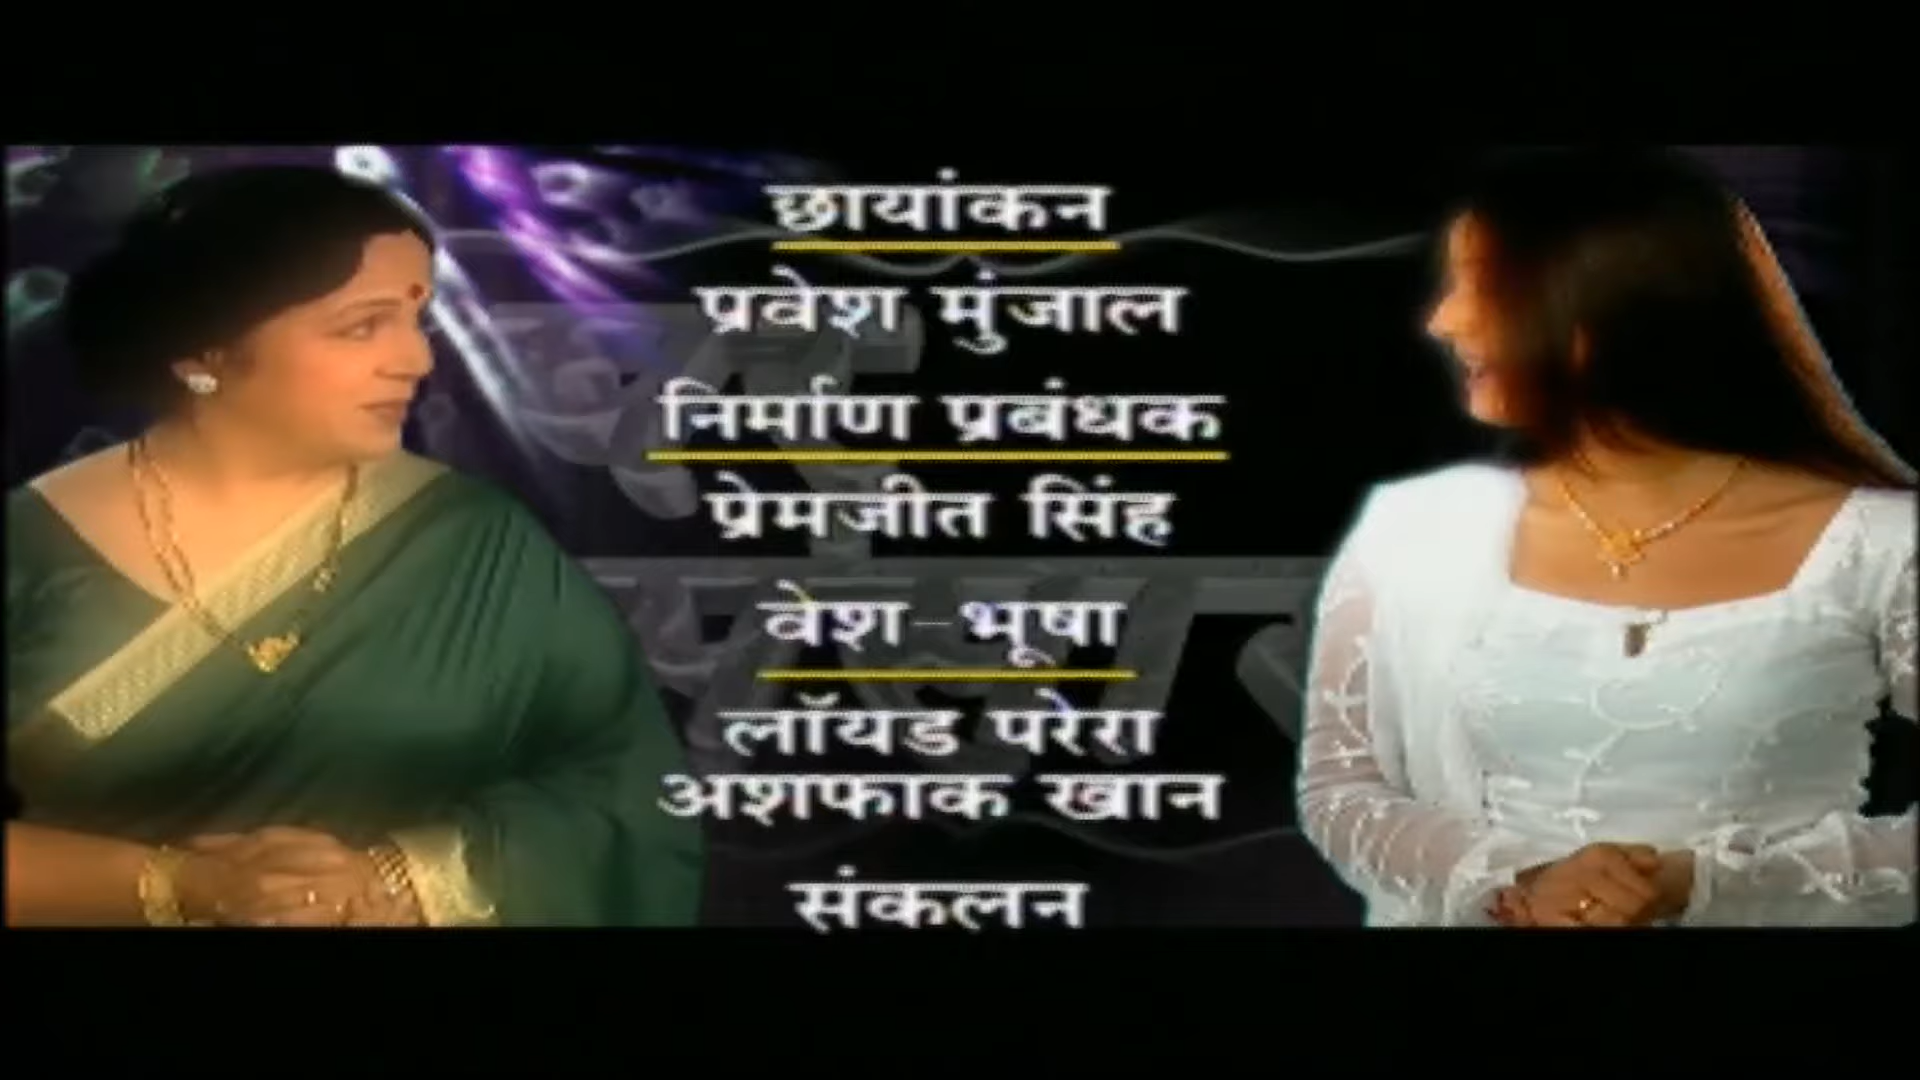 छायांकन
प्रवेश मुंजाल
निर्माण प्रबंधक
प्रेमजीत सिंह
वेश-भूषा
लॉयड परेरा
अशफाक खान
संकलन